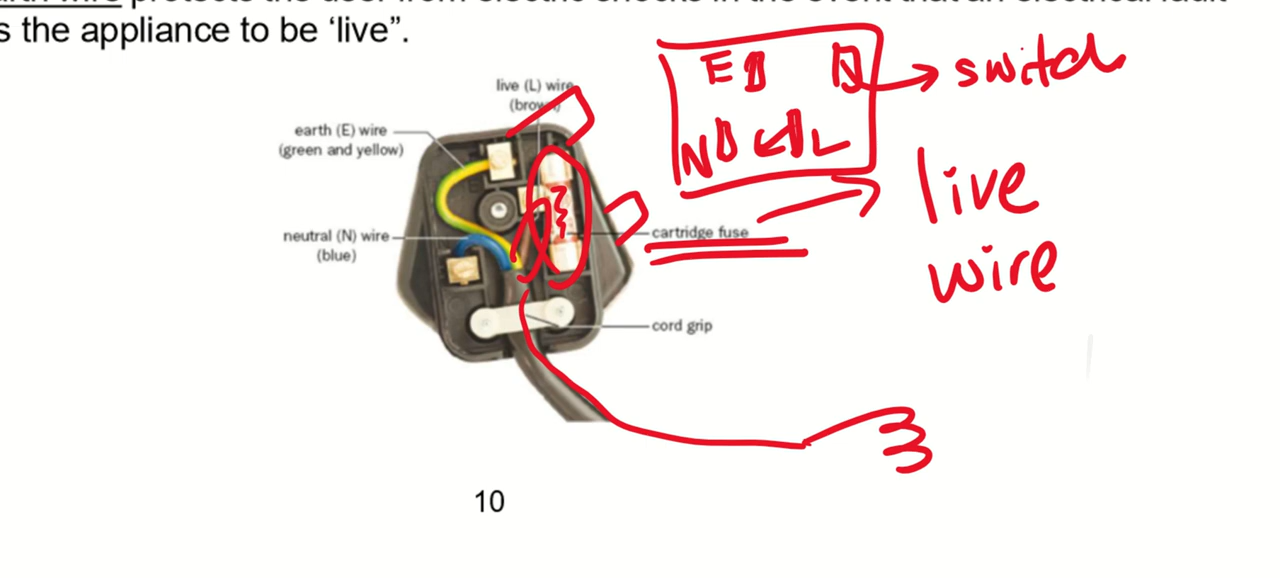 s the appliance to be ‘live”.
live (L) wire
(brown)
earth (E) wire
(green and yellow)
neutral (N) wire
(blue)
cartridge fuse
cord grip
E
switch
N L
live
wire
10